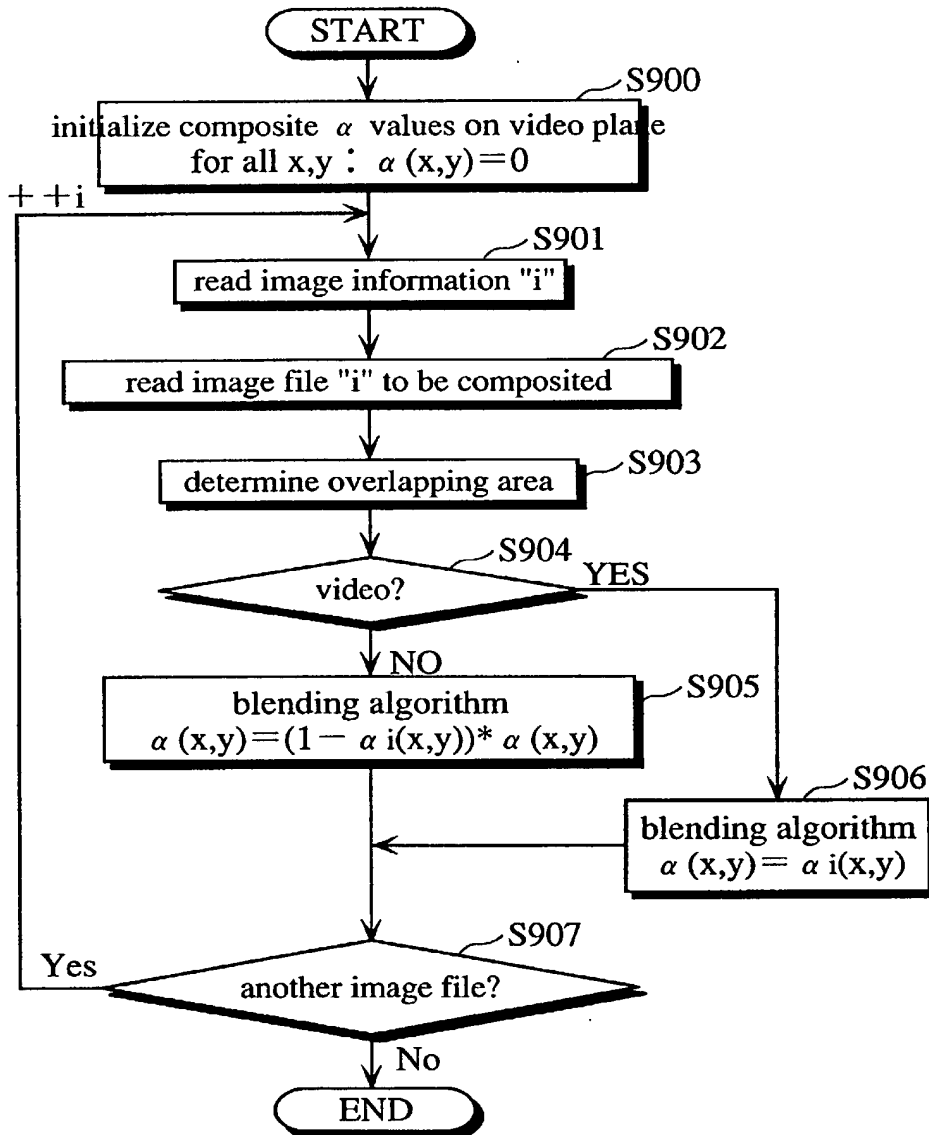 START
S900
initialize composite α values on video plane
for all x,y : α (x,y)=0
++i
S901
read image information "i"
S902
read image file "i" to be composited
S903
determine overlapping area
S904
video?
YES
NO
S905
blending algorithm
α (x,y)=(1− α i(x,y))* α (x,y)
S906
blending algorithm
α (x,y)= α i(x,y)
S907
Yes
another image file?
No
END